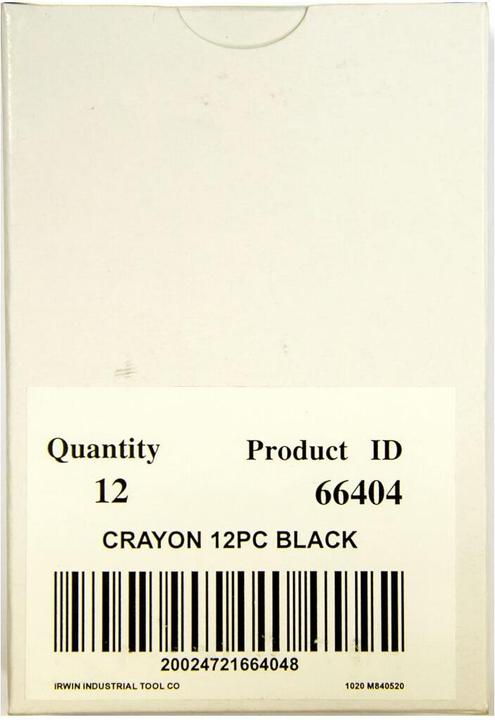 Quantity Product ID
12 66404
CRAYON 12PC BLACK
20024721664048
IRWIN INDUSTRIAL TOOL CO 1020 M840520